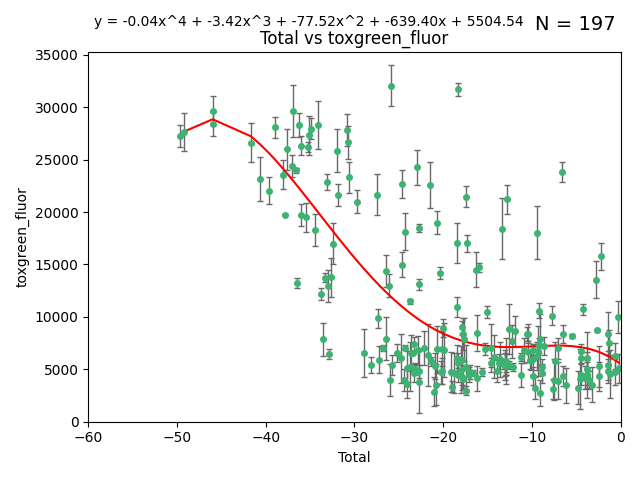 y = -0.04x^4 + -3.42x^3 + -77.52x^2 + -639.40x + 5504.54 N = 197
Total vs toxgreen_fluor
35000
30000
25000
20000
15000
10000
5000
0
toxgreen_fluor
−60 −50 −40 −30 −20 −10 0
Total